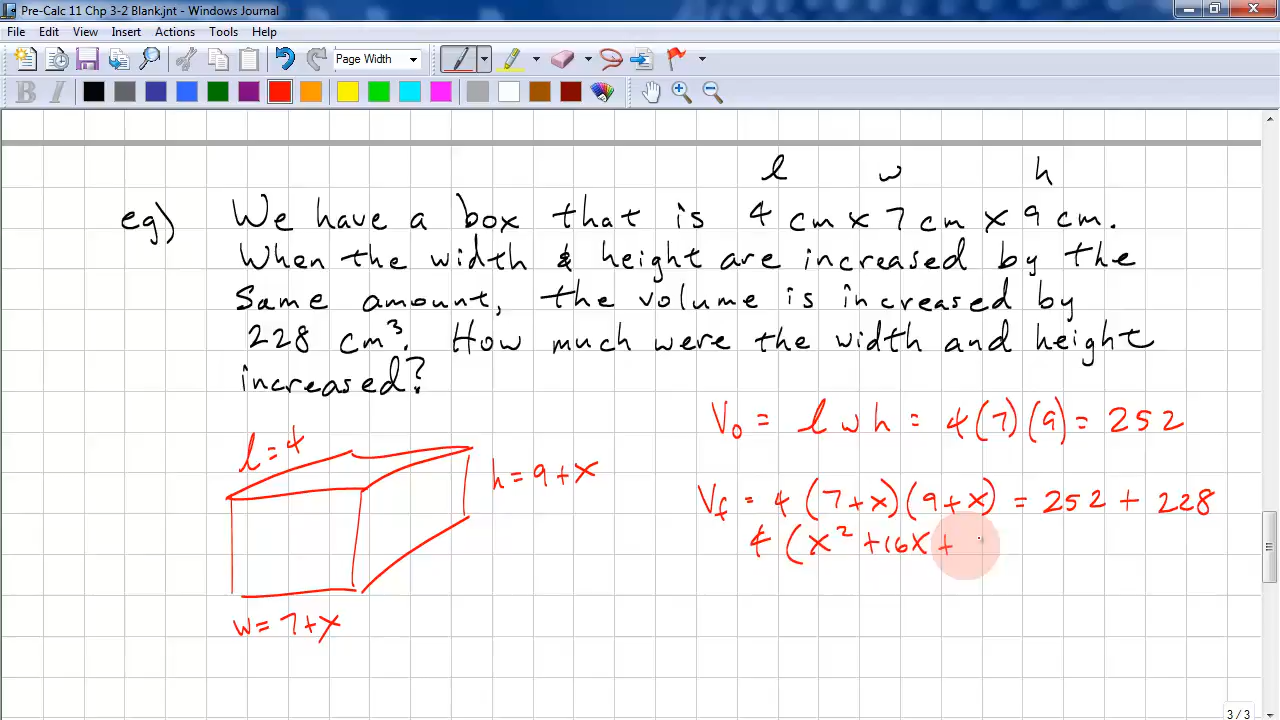 Pre-Calc 11 Chp 3-2 Blank.jnt - Windows Journal
File Edit View Insert Actions Tools Help
Page Width
B I
l w h
eg) We have a box that is 4 cm x 7 cm x 9 cm.
When the width & height are increased by the
Same amount, the volume is increased by
228 cm³. How much were the width and height
increased?
V₀ = l w h = 4(7)(9) = 252
l = 4
h = 9 + x
V_f = 4(7+x)(9+x) = 252 + 228
4(x² + 16x +
w = 7 + x
3/3